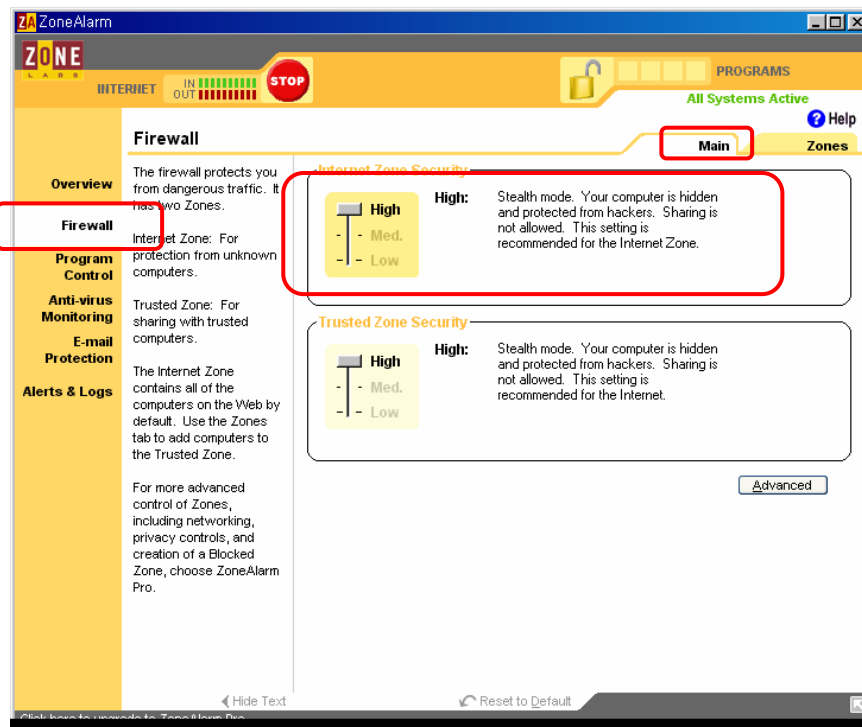 ZA ZoneAlarm
ZONE
LABS
INTERNET
IN
OUT
STOP
PROGRAMS
All Systems Active
? Help
Firewall
Main
Zones
Overview
Firewall
Program
Control
Anti-virus
Monitoring
E-mail
Protection
Alerts & Logs
The firewall protects you
from dangerous traffic. It
has two Zones.
Internet Zone: For
protection from unknown
computers.
Trusted Zone: For
sharing with trusted
computers.
The Internet Zone
contains all of the
computers on the Web by
default. Use the Zones
tab to add computers to
the Trusted Zone.
For more advanced
control of Zones,
including networking,
privacy controls, and
creation of a Blocked
Zone, choose ZoneAlarm
Pro.
Internet Zone Security
High
Med.
Low
High:
Stealth mode. Your computer is hidden
and protected from hackers. Sharing is
not allowed. This setting is
recommended for the Internet Zone.
Trusted Zone Security
High
Med.
Low
High:
Stealth mode. Your computer is hidden
and protected from hackers. Sharing is
not allowed. This setting is
recommended for the Internet.
Advanced
Hide Text
Reset to Default
Click here to upgrade to ZoneAlarm Pro